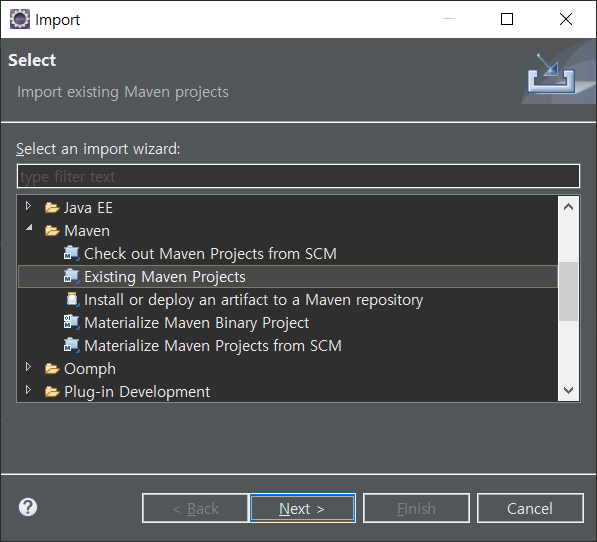 Import
Select
Import existing Maven projects
Select an import wizard:
type filter text
Java EE
Maven
Check out Maven Projects from SCM
Existing Maven Projects
Install or deploy an artifact to a Maven repository
Materialize Maven Binary Project
Materialize Maven Projects from SCM
Oomph
Plug-in Development
? < Back Next > Finish Cancel